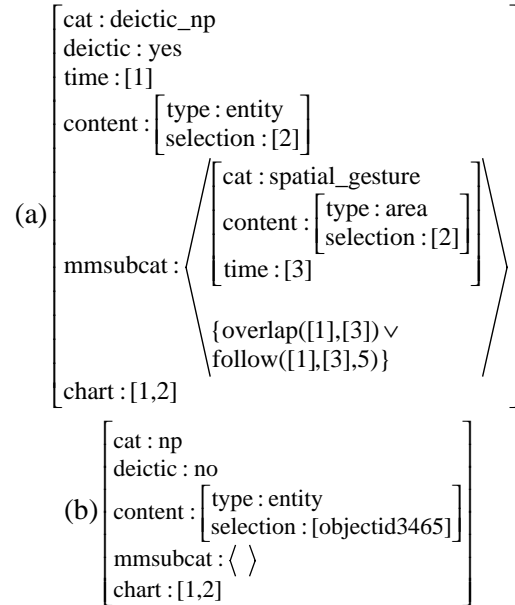 cat : deictic_np
deictic : yes
time : [1]
content : [type : entity
selection : [2]]
(a)
mmsubcat : ⟨[cat : spatial_gesture
content : [type : area
selection : [2]]
time : [3]]
{overlap([1],[3]) ∨
follow([1],[3],5)}⟩
chart : [1,2]
cat : np
deictic : no
(b) content : [type : entity
selection : [objectid3465]]
mmsubcat : ⟨ ⟩
chart : [1,2]